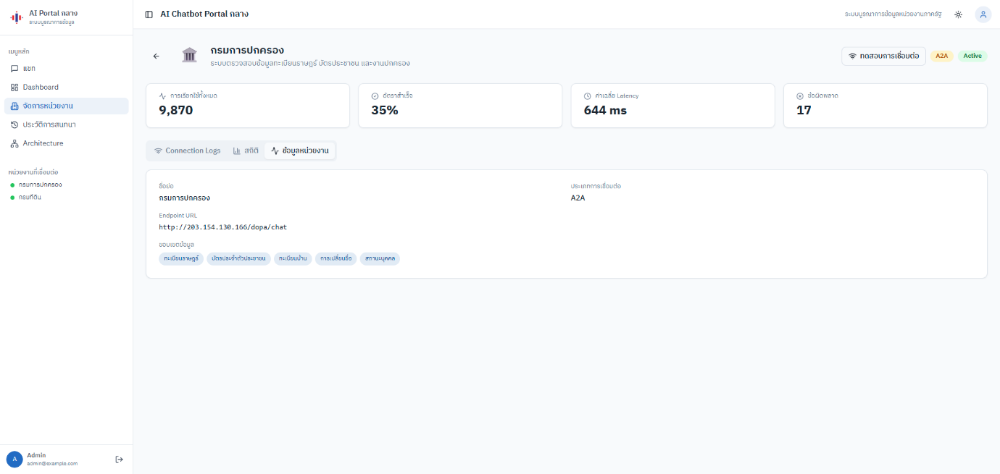 AI Portal กลาง
ระบบบูรณาการข้อมูล
เมนูหลัก
แชท
Dashboard
จัดการหน่วยงาน
ประวัติการสนทนา
Architecture
หน่วยงานที่เชื่อมต่อ
กรมการปกครอง
กรมที่ดิน
A
Admin
admin@example.com
AI Chatbot Portal กลาง
ระบบบูรณาการข้อมูลหน่วยงานภาครัฐ
กรมการปกครอง
ระบบตรวจสอบข้อมูลทะเบียนราษฎร์ บัตรประชาชน และงานปกครอง
ทดสอบการเชื่อมต่อ
A2A
Active
การเรียกใช้ทั้งหมด
9,870
อัตราสำเร็จ
35%
ค่าเฉลี่ย Latency
644 ms
ข้อผิดพลาด
17
Connection Logs
สถิติ
ข้อมูลหน่วยงาน
ชื่อย่อ
กรมการปกครอง
ประเภทการเชื่อมต่อ
A2A
Endpoint URL
http://203.154.130.166/dopa/chat
ขอบเขตข้อมูล
ทะเบียนราษฎร์
บัตรประจำตัวประชาชน
ทะเบียนบ้าน
การเปลี่ยนชื่อ
สถานะบุคคล